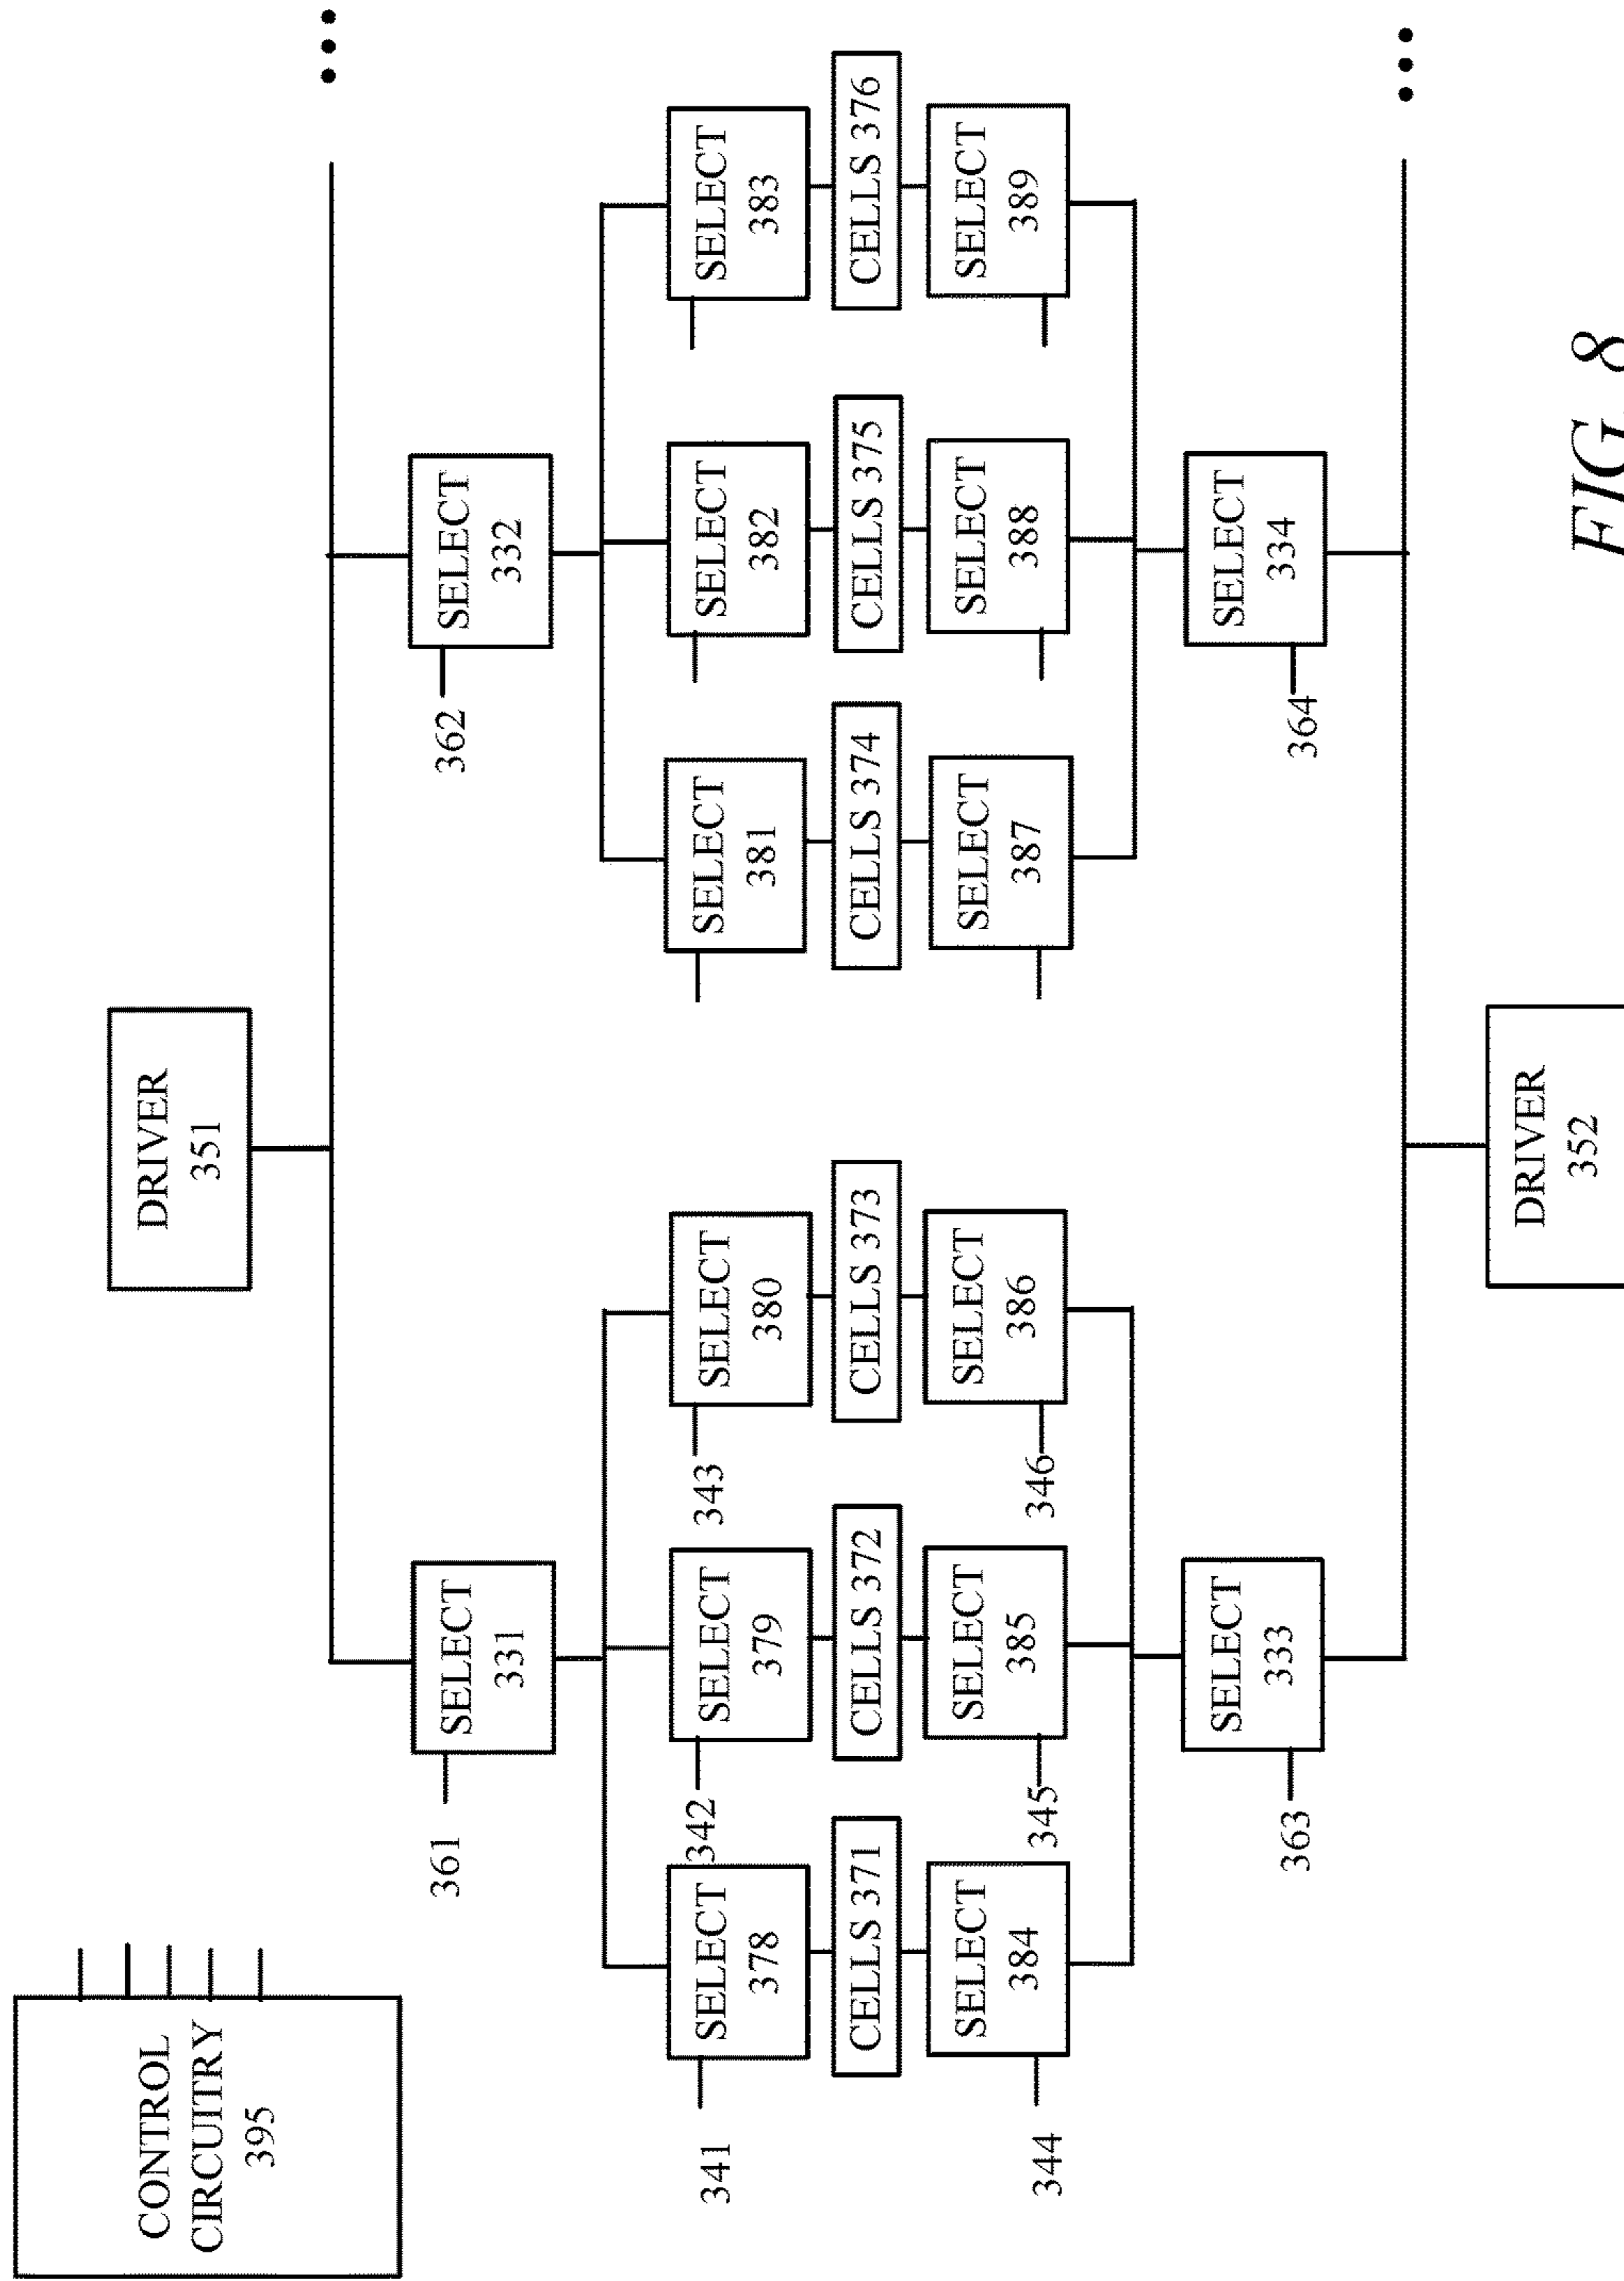 CONTROL
CIRCUITRY
395
DRIVER
351
361
SELECT
331
362
SELECT
332
341
SELECT
378
342
SELECT
379
343
SELECT
380
SELECT
381
SELECT
382
SELECT
383
CELLS 371
CELLS 372
CELLS 373
CELLS 374
CELLS 375
CELLS 376
344
SELECT
384
345
SELECT
385
346
SELECT
386
SELECT
387
SELECT
388
SELECT
389
363
SELECT
333
364
SELECT
334
DRIVER
352
FIG. 8